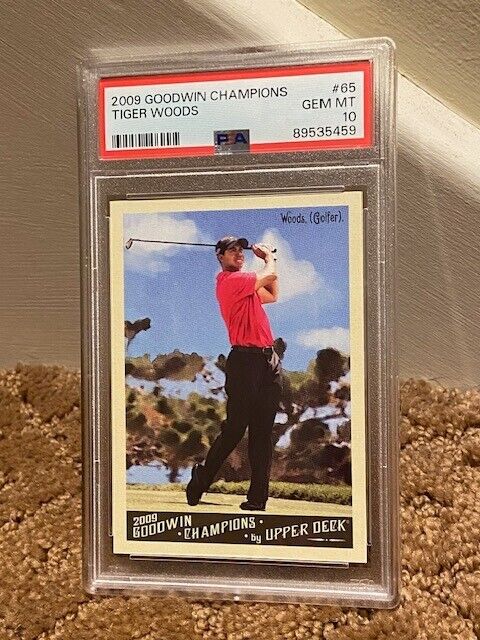 2009 GOODWIN CHAMPIONS #65
TIGER WOODS GEM MT
10
PSA 89535459
Woods, (Golfer).
2009
GOODWIN
·CHAMPIONS·
by UPPER DECK